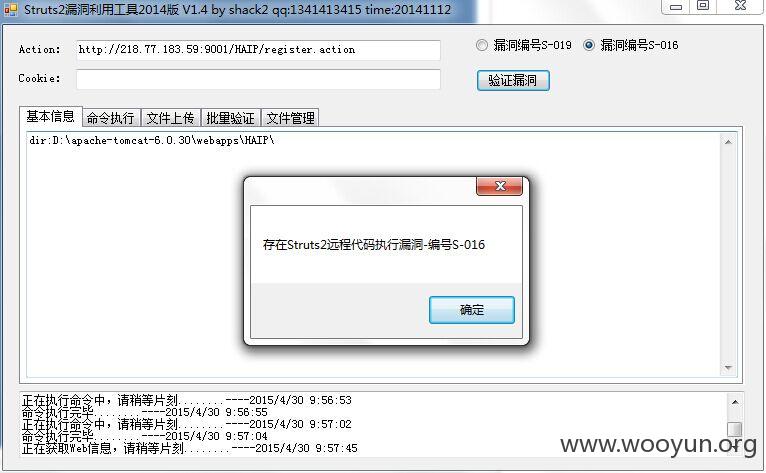 Struts2漏洞利用工具2014版 V1.4 by shack2 qq:1341413415 time:20141112
Action: http://218.77.183.59:9001/HAIP/register.action 漏洞编号S-019 漏洞编号S-016
Cookie: 验证漏洞
基本信息 命令执行 文件上传 批量验证 文件管理
dir:D:\apache-tomcat-6.0.30\webapps\HAIP\
存在Struts2远程代码执行漏洞-编号S-016
确定
正在执行命令中，请稍等片刻........----2015/4/30 9:56:53
命令执行完毕........----2015/4/30 9:56:55
正在执行命令中，请稍等片刻........----2015/4/30 9:57:02
命令执行完毕........----2015/4/30 9:57:04
正在获取Web信息，请稍等片刻........----2015/4/30 9:57:45
www.wooyun.org